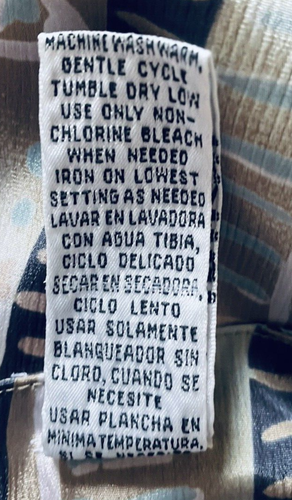 MACHINE WASH WARM,
GENTLE CYCLE
TUMBLE DRY LOW
USE ONLY NON-
CHLORINE BLEACH
WHEN NEEDED
IRON ON LOWEST
SETTING AS NEEDED
LAVAR EN LAVADORA
CON AGUA TIBIA,
CICLO DELICADO
SECAR EN SECADORA,
CICLO LENTO
USAR SOLAMENTE
BLANQUEADOR SIN
CLORO, CUANDO SE
NECESITE
USAR PLANCHA EN
MINIMA TEMPERATURA,
SI SE